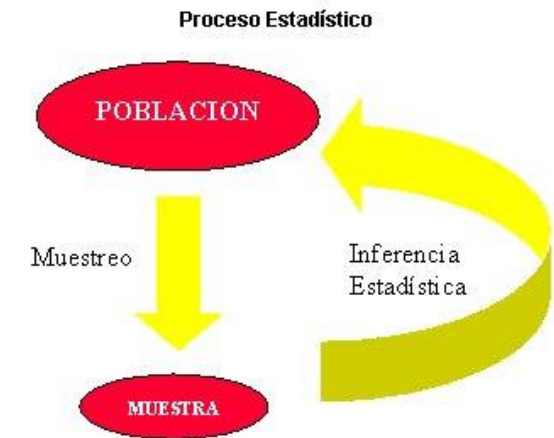 Proceso Estadístico
POBLACION
Muestreo
Inferencia
Estadística
MUESTRA